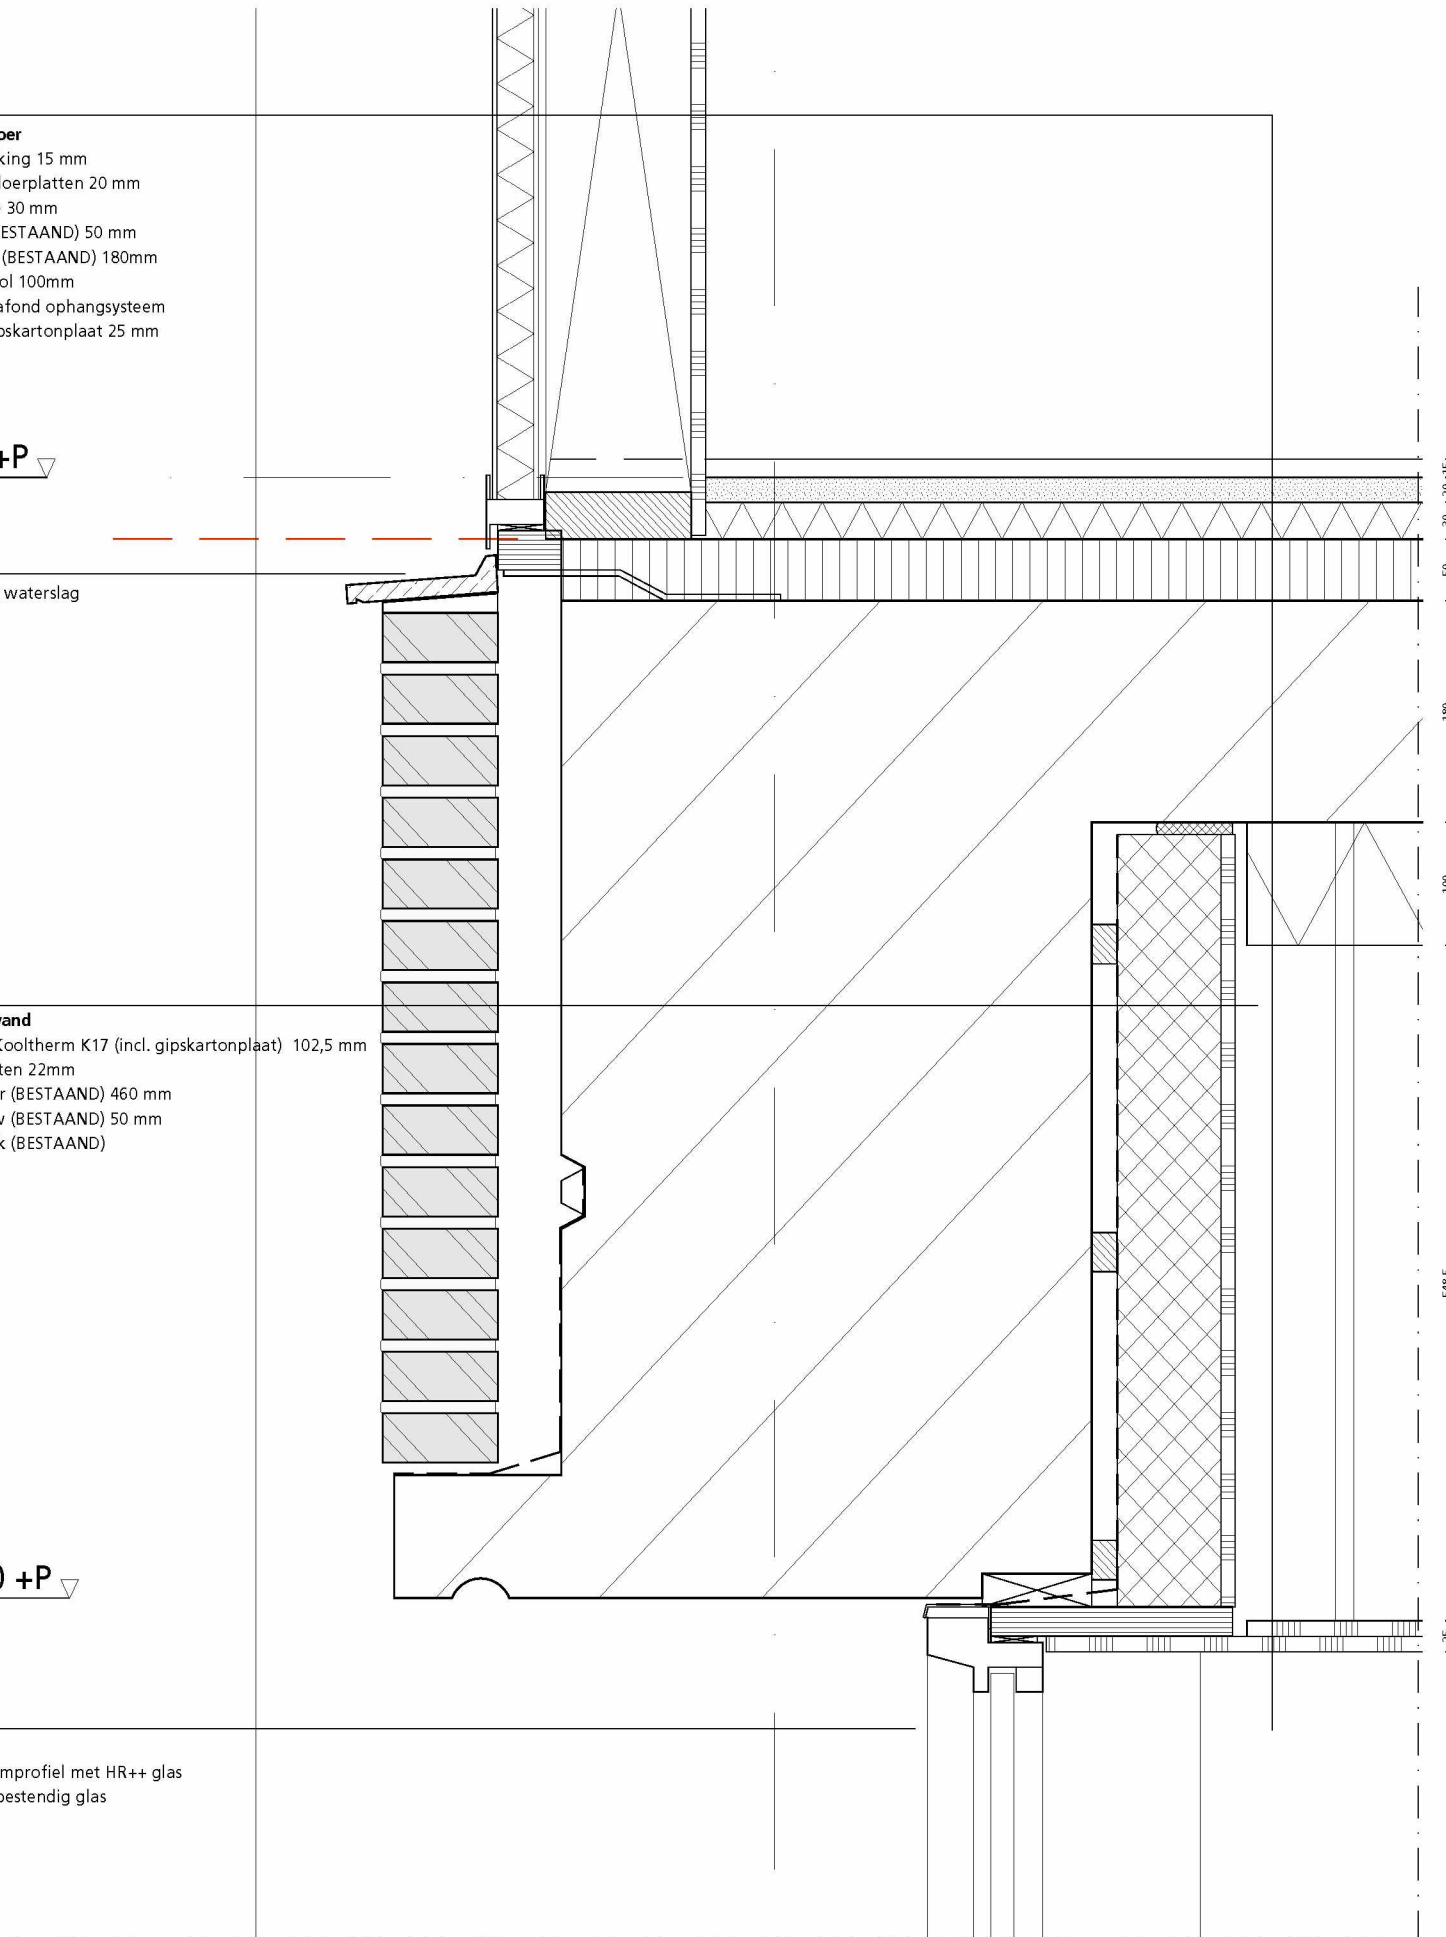 oer
king 15 mm
loerplatten 20 mm
30 mm
ESTAAND) 50 mm
(BESTAAND) 180mm
ol 100mm
afond ophangsysteem
pskartonplaat 25 mm
+P
waterslag
vand
Kooltherm K17 (incl. gipskartonplaat) 102,5 mm
ten 22mm
r (BESTAAND) 460 mm
w (BESTAAND) 50 mm
k (BESTAAND)
0 +P
mprofiel met HR++ glas
bestendig glas